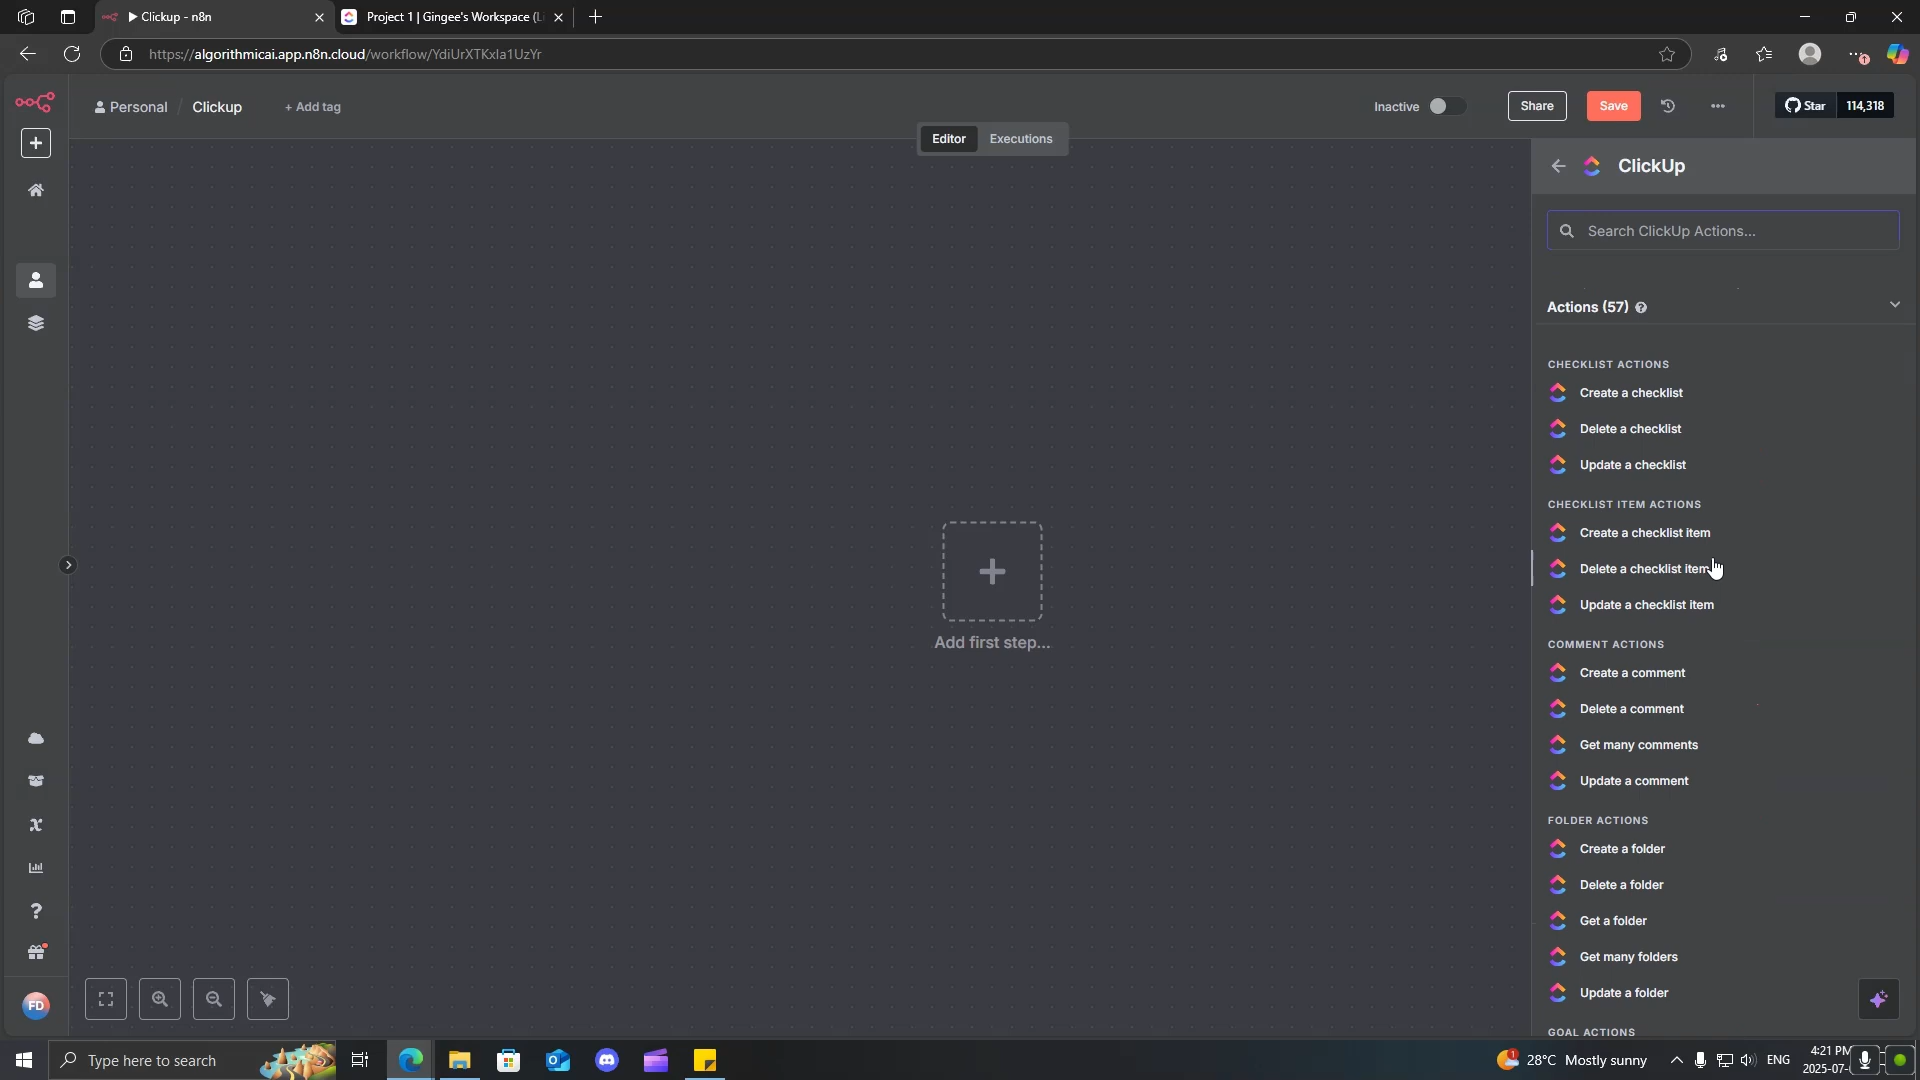 Clickup - n8n
Project 1 | Gingee's Workspace (L
https://algorithmicai.app.n8n.cloud/workflow/YdiUrXTKxla1UzYr
Personal / Clickup + Add tag
Inactive
Share
Save
Star 114,318
Editor Executions
ClickUp
Search ClickUp Actions...
Actions (57)
CHECKLIST ACTIONS
Create a checklist
Delete a checklist
Update a checklist
CHECKLIST ITEM ACTIONS
Create a checklist item
Delete a checklist item
Update a checklist item
COMMENT ACTIONS
Create a comment
Delete a comment
Get many comments
Update a comment
FOLDER ACTIONS
Create a folder
Delete a folder
Get a folder
Get many folders
Update a folder
GOAL ACTIONS
Add first step...
FD
Type here to search
28°C Mostly sunny
ENG
4:21 PM
2025-07-